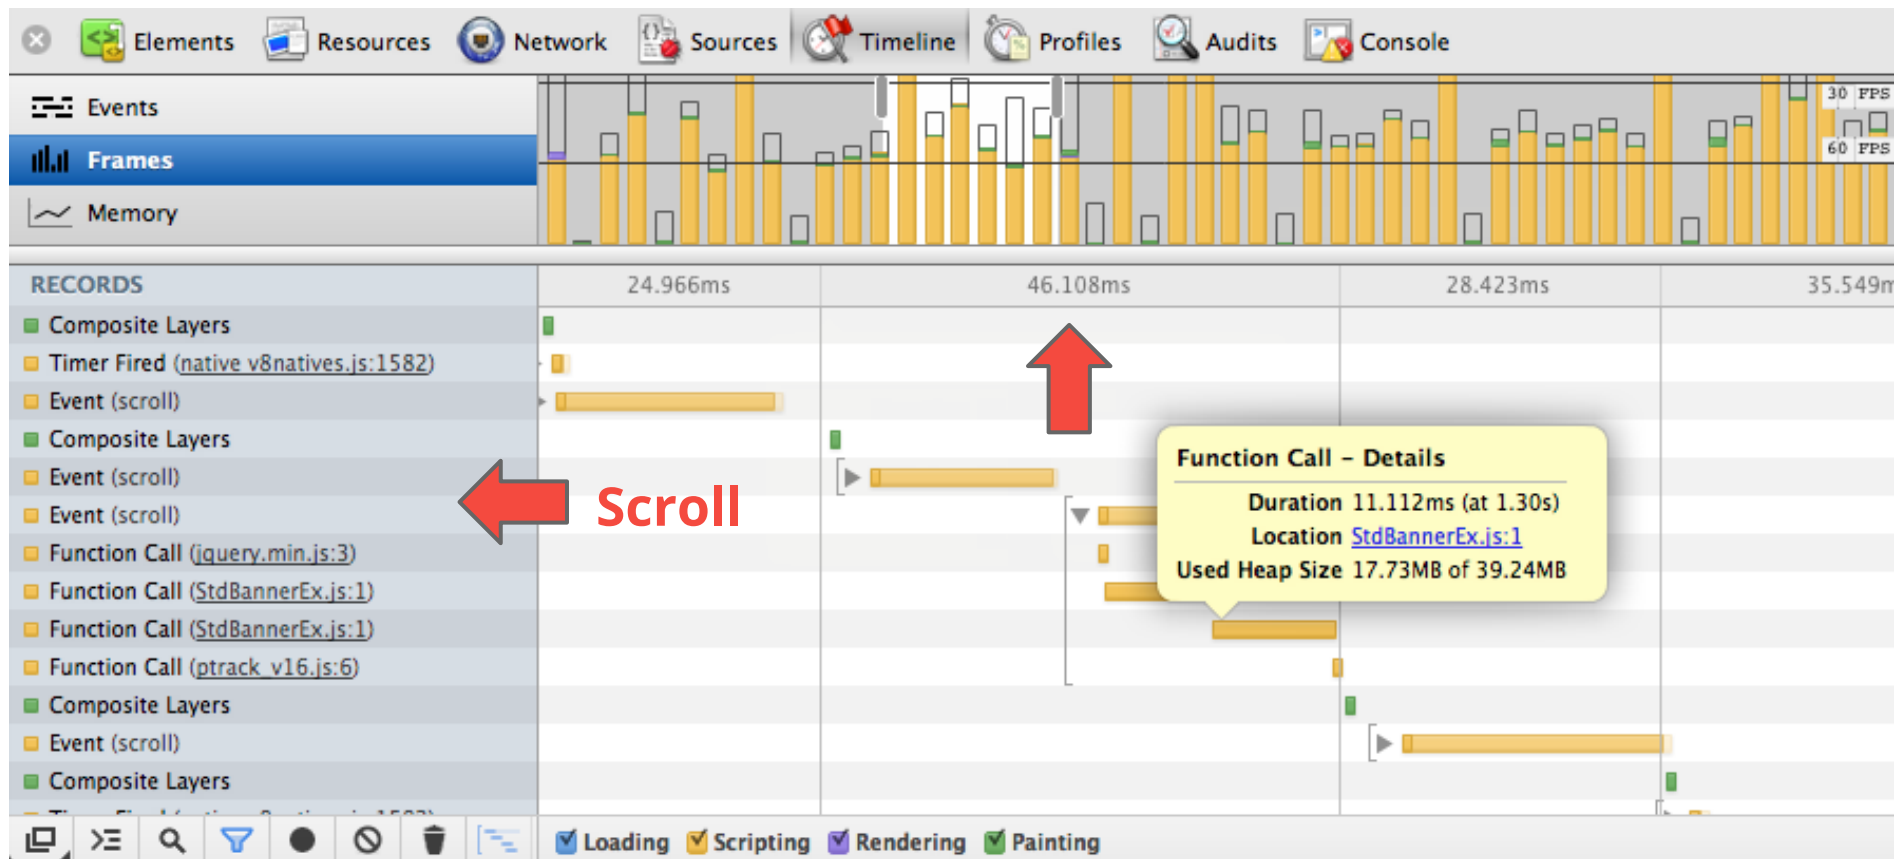 Elements Resources Network Sources Timeline Profiles Audits Console
Events
30 FPS
Frames
60 FPS
Memory
RECORDS 24.966ms 46.108ms 28.423ms 35.549m
Composite Layers
Timer Fired (native v8natives.js:1582)
Event (scroll)
Composite Layers
Event (scroll)
Event (scroll)
Function Call (jquery.min.js:3)
Function Call (StdBannerEx.js:1)
Function Call (StdBannerEx.js:1)
Function Call (ptrack_v16.js:6)
Composite Layers
Event (scroll)
Composite Layers
Scroll
Function Call – Details
Duration 11.112ms (at 1.30s)
Location StdBannerEx.js:1
Used Heap Size 17.73MB of 39.24MB
Loading Scripting Rendering Painting